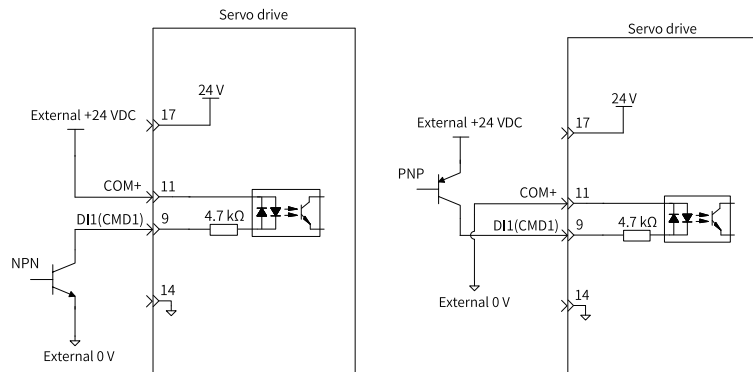 Servo drive
24 V
17
External +24 VDC
COM+
11
DI1(CMD1)
9
4.7 kΩ
NPN
14
External 0 V
Servo drive
24 V
17
External +24 VDC
PNP
COM+
11
DI1(CMD1)
9
4.7 kΩ
14
External 0 V